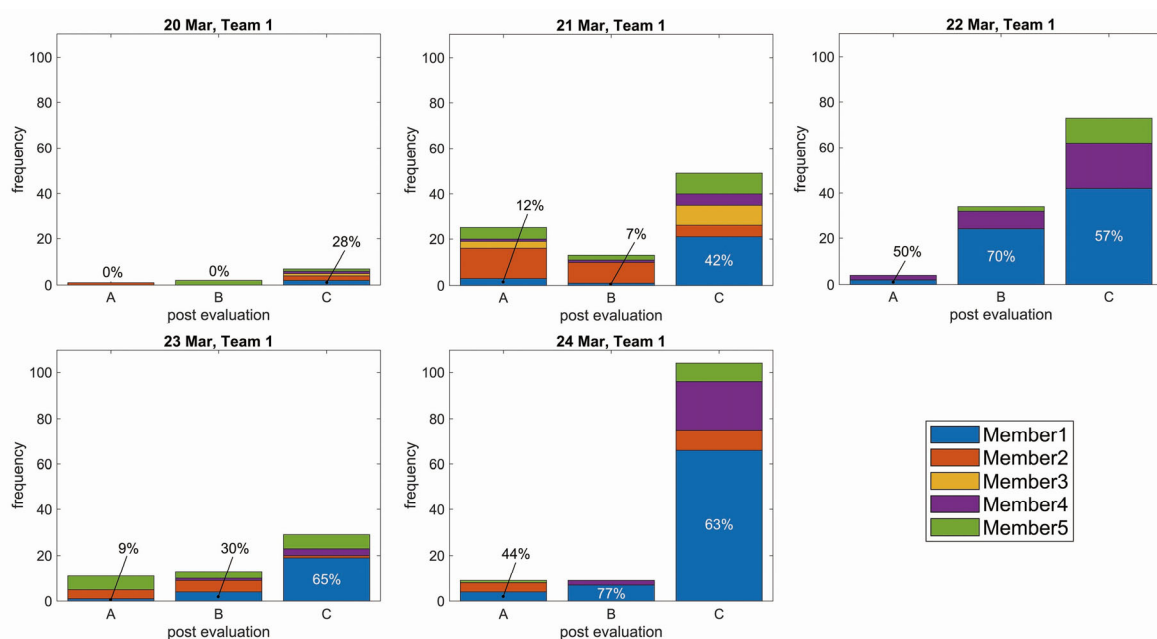 20 Mar, Team 1
100
80
60
40
20
0
frequency
0%
0%
28%
A B C
post evaluation
21 Mar, Team 1
100
80
60
40
20
0
frequency
12%
7%
42%
A B C
post evaluation
22 Mar, Team 1
100
80
60
40
20
0
frequency
50%
70%
57%
A B C
post evaluation
23 Mar, Team 1
100
80
60
40
20
0
frequency
9%
30%
65%
A B C
post evaluation
24 Mar, Team 1
100
80
60
40
20
0
frequency
44%
77%
63%
A B C
post evaluation
Member1
Member2
Member3
Member4
Member5